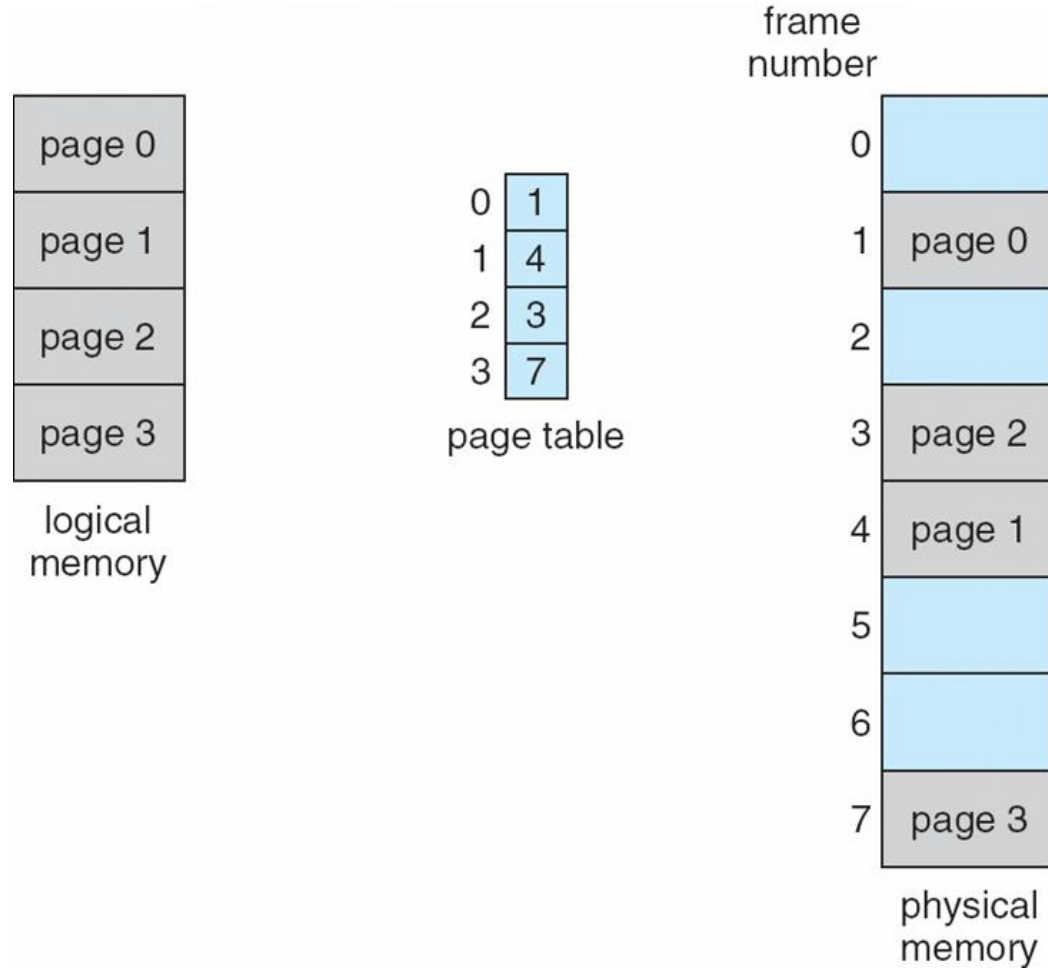 frame
number
page 0
page 1
page 2
page 3
logical
memory
0 1
1 4
2 3
3 7
page table
0
1 page 0
2
3 page 2
4 page 1
5
6
7 page 3
physical
memory